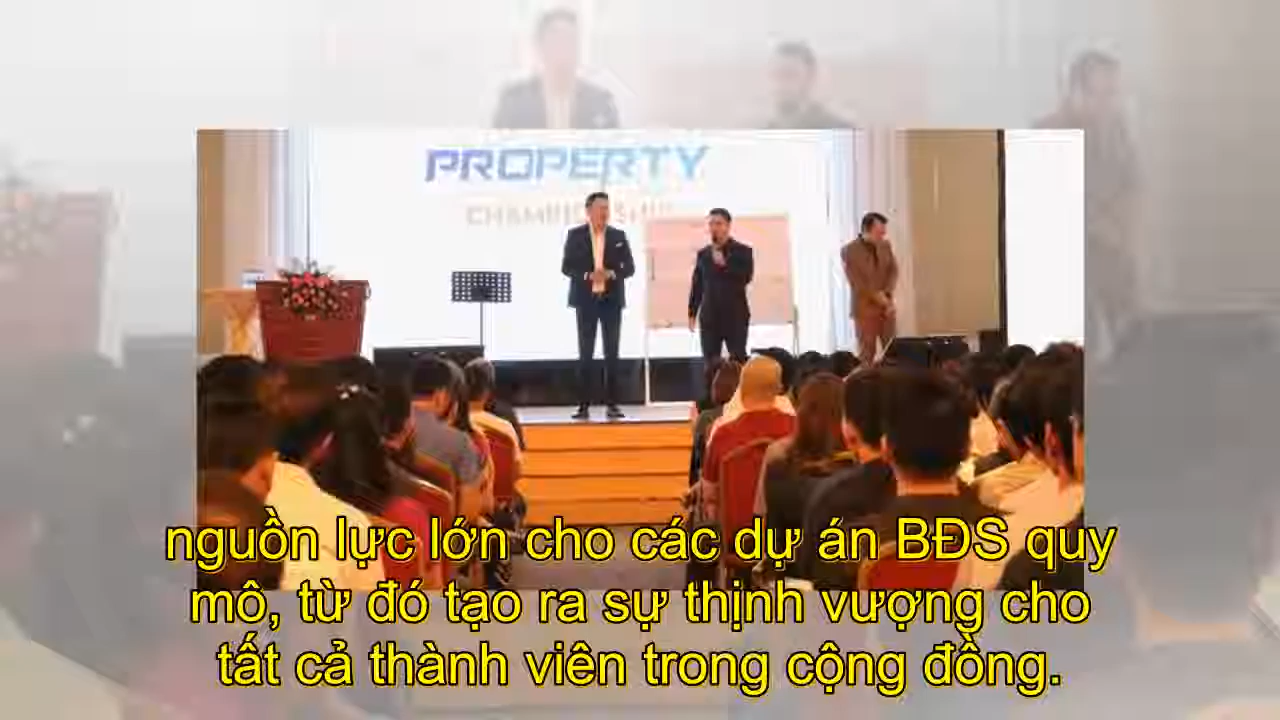 PROPERTY
nguồn lực lớn cho các dự án BĐS quy
mô, từ đó tạo ra sự thịnh vượng cho
tất cả thành viên trong cộng đồng.